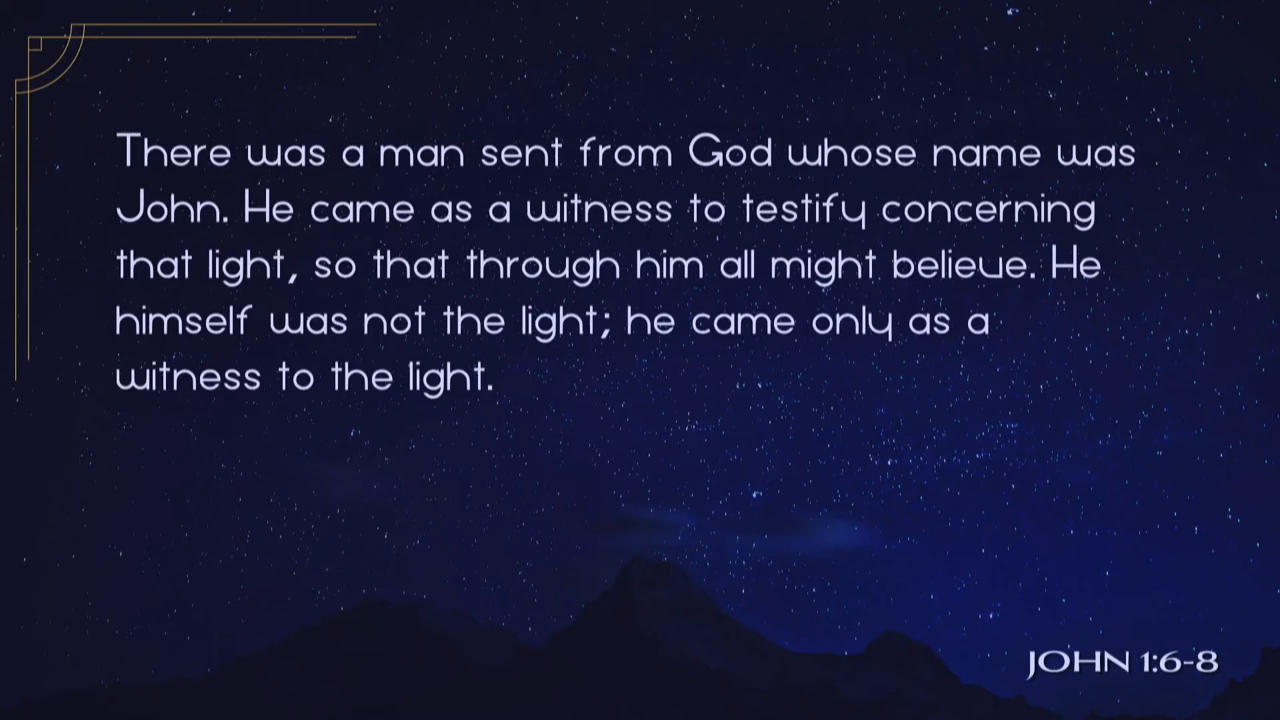 There was a man sent from God whose name was
John. He came as a witness to testify concerning
that light, so that through him all might believe. He
himself was not the light; he came only as a
witness to the light.
JOHN 1:6-8